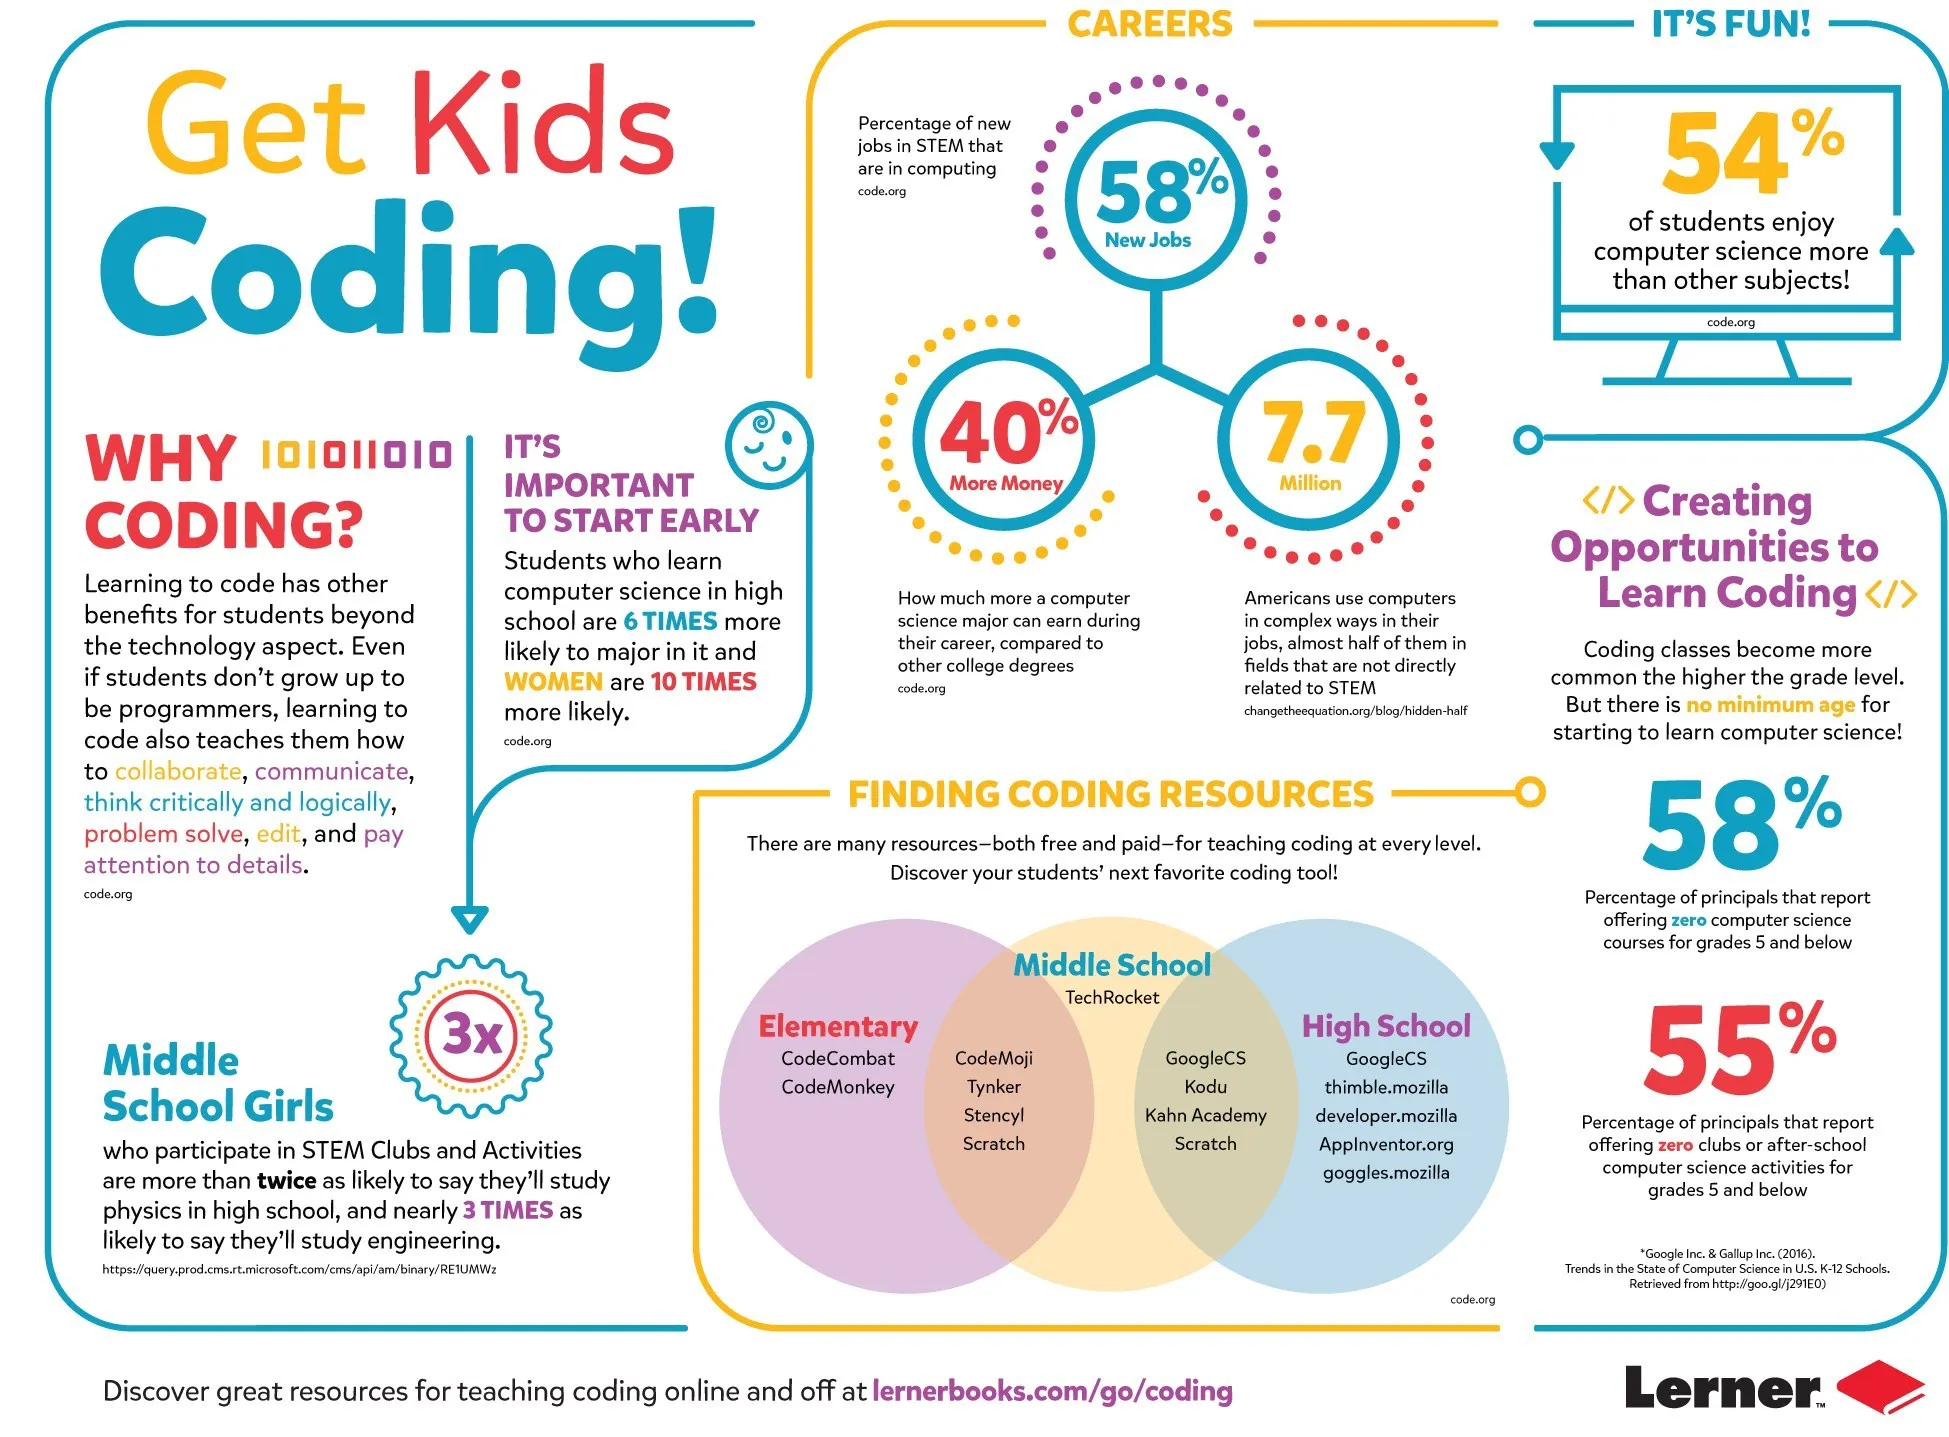 Get Kids
Coding!
WHY
CODING?
101011010
Learning to code has other
benefits for students beyond
the technology aspect. Even
if students don't grow up to
be programmers, learning to
code also teaches them how
to collaborate, communicate,
think critically and logically,
problem solve, edit, and pay
attention to details.
code.org
IT'S
IMPORTANT
TO START EARLY
Students who learn
computer science in high
school are 6 TIMES more
likely to major in it and
WOMEN are 10 TIMES
more likely.
code.org
3x
Middle
School Girls
who participate in STEM Clubs and Activities
are more than twice as likely to say they'll study
physics in high school, and nearly 3 TIMES as
likely to say they'll study engineering.
https://query.prod.cms.rt.microsoft.com/cms/api/am/binary/RE1UMWz
CAREERS
Percentage of new
jobs in STEM that
are in computing
code.org
58%
New Jobs
40%
More Money
How much more a computer
science major can earn during
their career, compared to
other college degrees
code.org
7.7
Million
Americans use computers
in complex ways in their
jobs, almost half of them in
fields that are not directly
related to STEM
changetheequation.org/blog/hidden-half
IT'S FUN!
54%
of students enjoy
computer science more
than other subjects!
code.org
</> Creating
Opportunities to
Learn Coding </>
Coding classes become more
common the higher the grade level.
But there is no minimum age for
starting to learn computer science!
58%
Percentage of principals that report
offering zero computer science
courses for grades 5 and below
55%
Percentage of principals that report
offering zero clubs or after-school
computer science activities for
grades 5 and below
*Google Inc. & Gallup Inc. (2016).
Trends in the State of Computer Science in U.S. K-12 Schools.
Retrieved from http://goo.gl/j291E0)
FINDING CODING RESOURCES
There are many resources—both free and paid—for teaching coding at every level.
Discover your students' next favorite coding tool!
Elementary
CodeCombat
CodeMonkey
CodeMoji
Tynker
Stencyl
Scratch
Middle School
TechRocket
GoogleCS
Kodu
Kahn Academy
Scratch
High School
GoogleCS
thimble.mozilla
developer.mozilla
AppInventor.org
goggles.mozilla
code.org
Discover great resources for teaching coding online and off at lernerbooks.com/go/coding
Lerner™